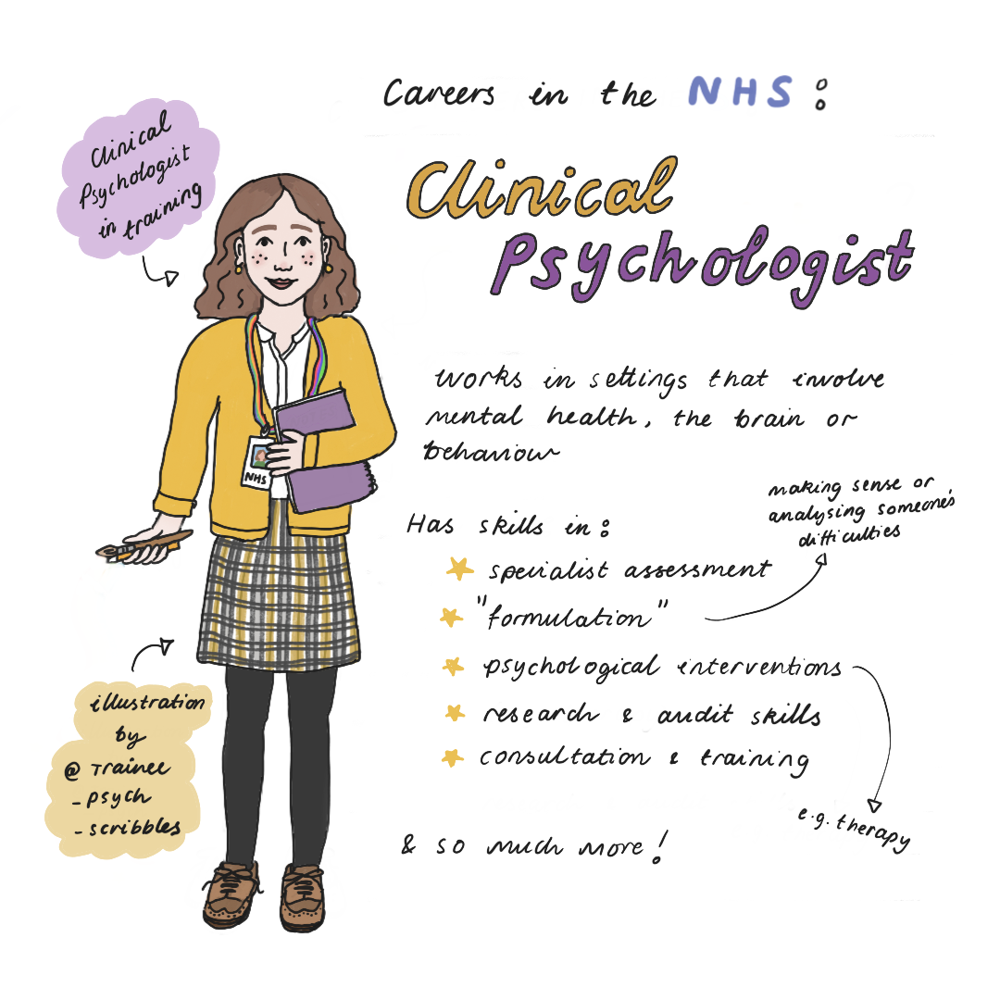 Careers in the NHS:
Clinical
Psychologist
Clinical
Psychologist
in training
works in settings that involve
mental health, the brain or
behaviour
Has skills in:
specialist assessment
"formulation"
making sense or
analysing someone's
difficulties
psychological interventions
e.g. therapy
research & audit skills
consultation & training
& so much more!
NHS
illustration
by
@ Trainee
- psych
- scribbles